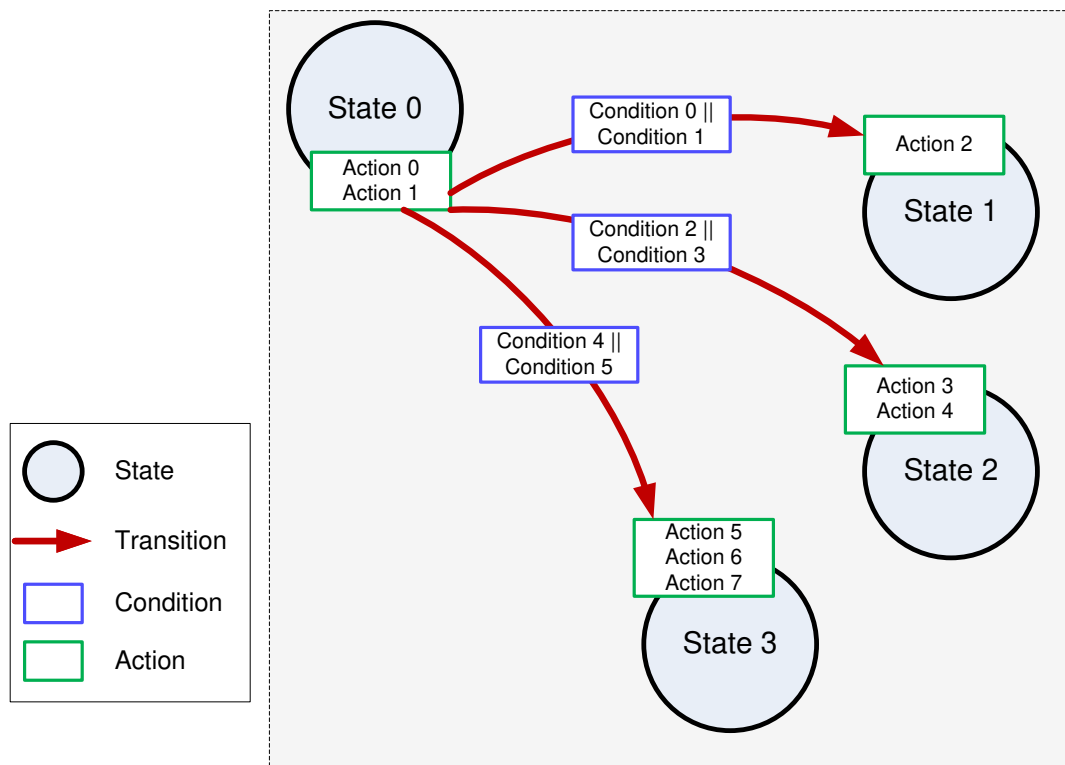 State 0
Action 0
Action 1
Condition 0 ||
Condition 1
Action 2
State 1
Condition 2 ||
Condition 3
Condition 4 ||
Condition 5
Action 3
Action 4
State 2
Action 5
Action 6
Action 7
State 3
State
Transition
Condition
Action